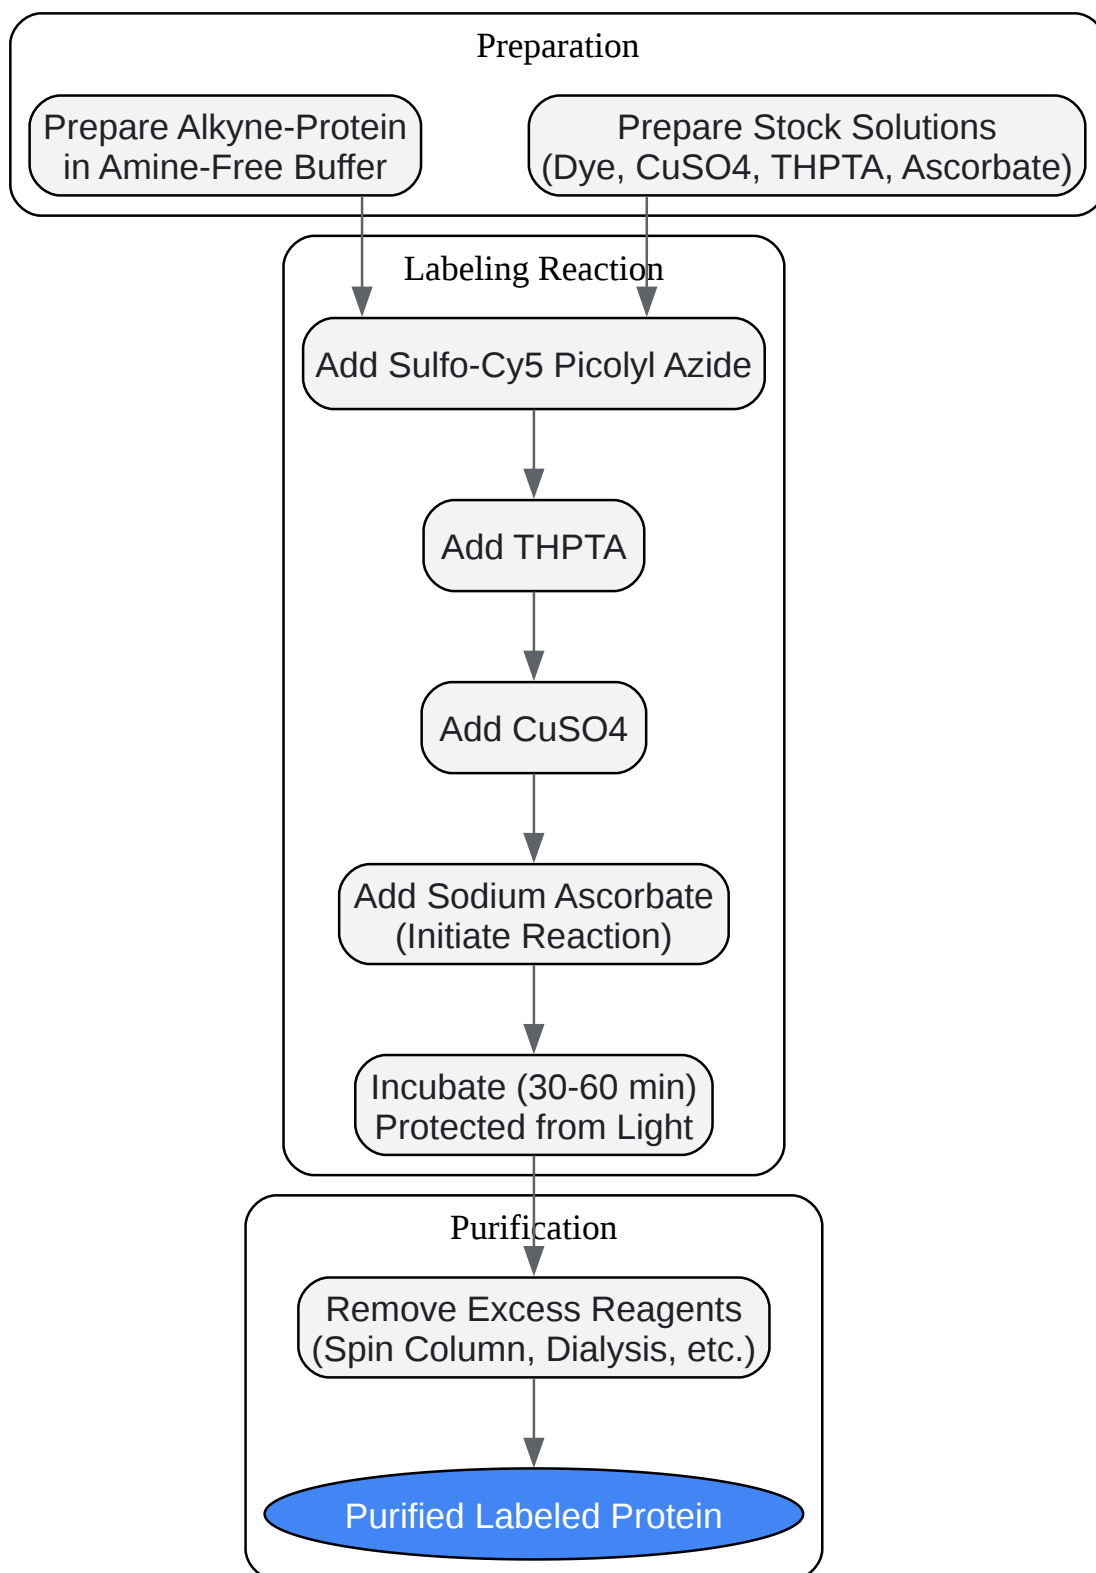 Preparation
Prepare Alkyne-Protein
in Amine-Free Buffer
Prepare Stock Solutions
(Dye, CuSO4, THPTA, Ascorbate)
Labeling Reaction
Add Sulfo-Cy5 Picolyl Azide
Add THPTA
Add CuSO4
Add Sodium Ascorbate
(Initiate Reaction)
Incubate (30-60 min)
Protected from Light
Purification
Remove Excess Reagents
(Spin Column, Dialysis, etc.)
Purified Labeled Protein